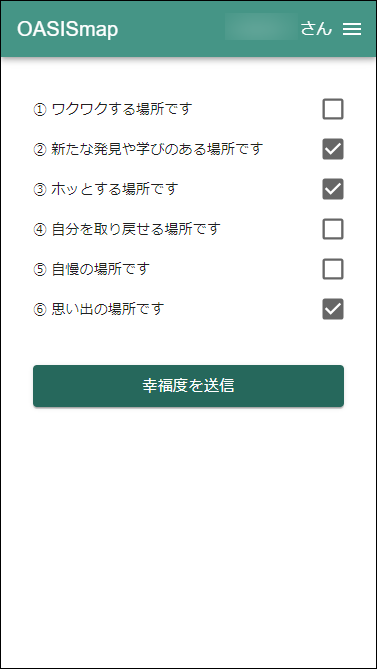 OASISmap
さん
① ワクワクする場所です
② 新たな発見や学びのある場所です
③ ホッとする場所です
④ 自分を取り戻せる場所です
⑤ 自慢の場所です
⑥ 思い出の場所です
幸福度を送信